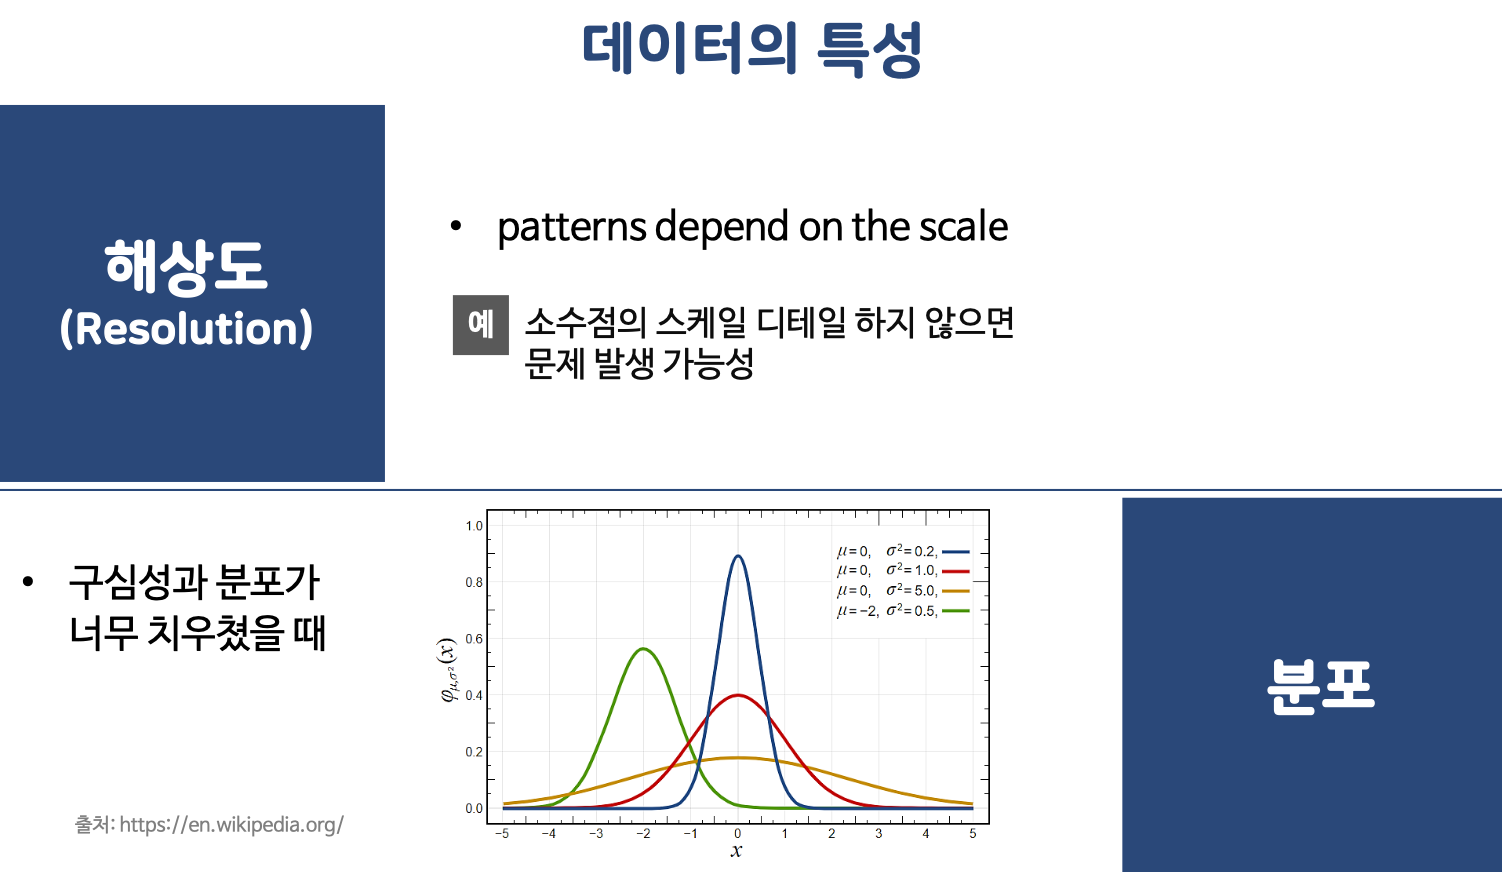 데이터의 특성
해상도
(Resolution)
• patterns depend on the scale
예 소수점의 스케일 디테일 하지 않으면
문제 발생 가능성
• 구심성과 분포가
너무 치우쳤을 때
출처: https://en.wikipedia.org/
φμ,σ²(x)
1.0
0.8
0.6
0.4
0.2
0.0
μ=0, σ²=0.2,
μ=0, σ²=1.0,
μ=0, σ²=5.0,
μ=−2, σ²=0.5,
−5 −4 −3 −2 −1 0 1 2 3 4 5
x
분포